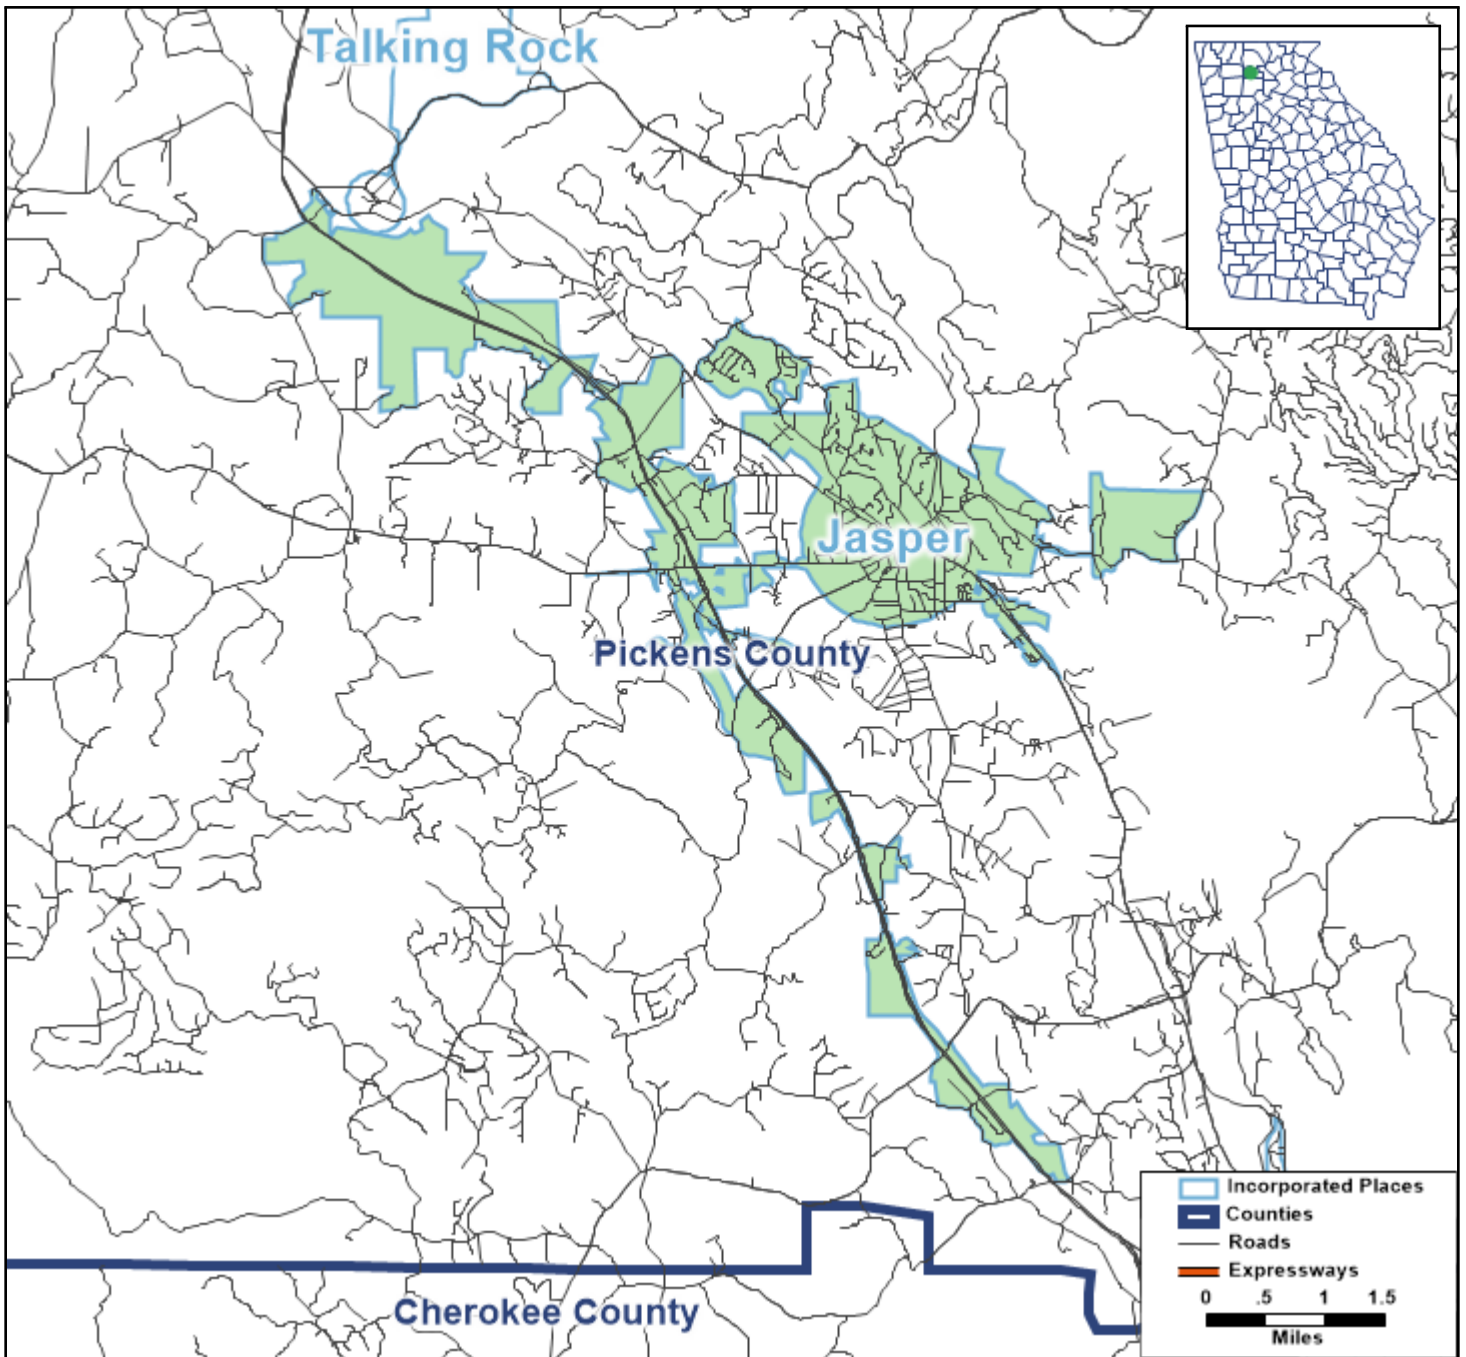 Talking Rock
Jasper
Pickens County
Cherokee County
Incorporated Places
Counties
Roads
Expressways
0 .5 1 1.5
Miles